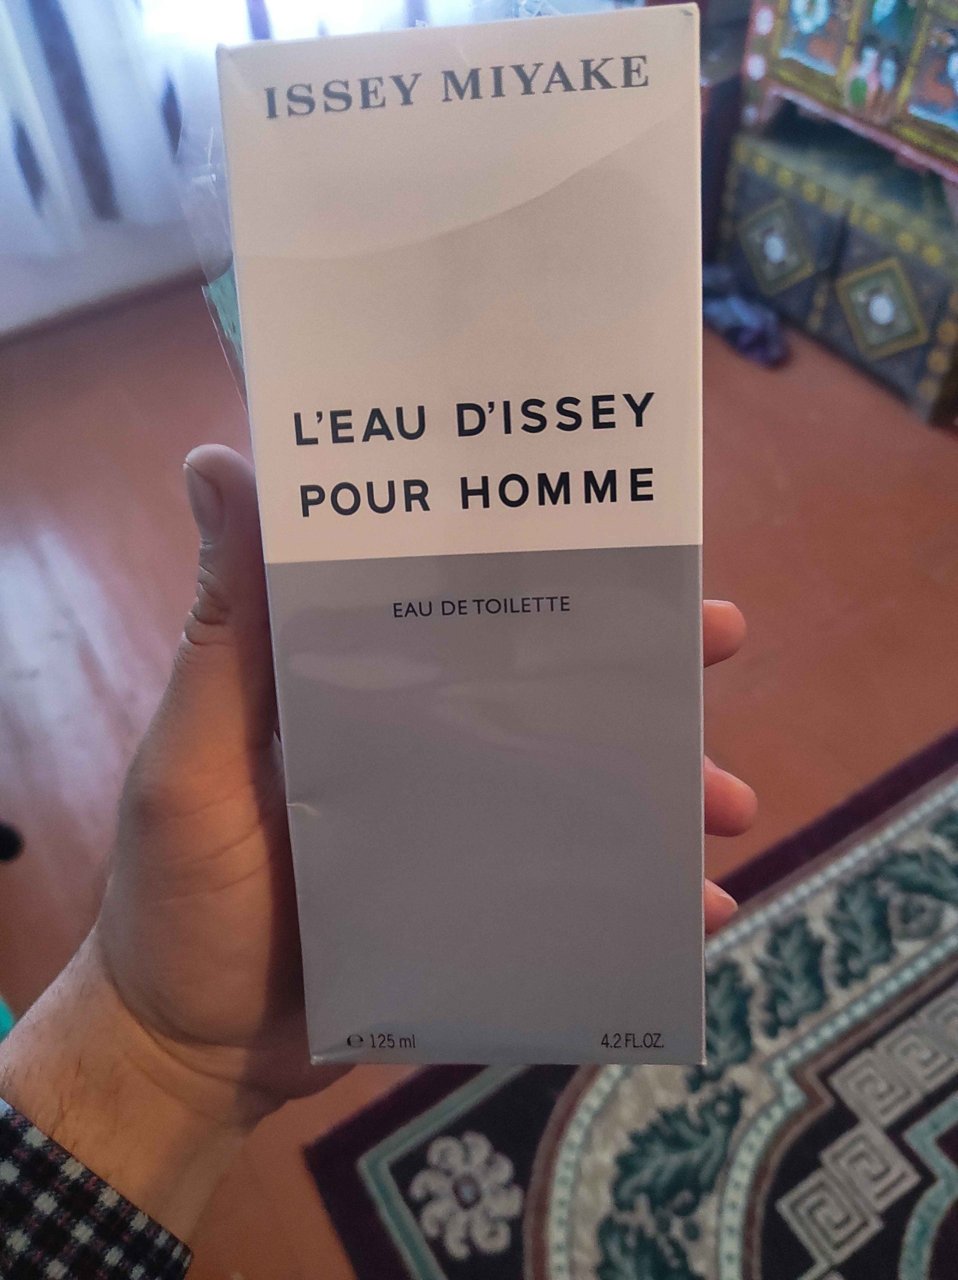 ISSEY MIYAKE
L'EAU D'ISSEY
POUR HOMME
EAU DE TOILETTE
℮ 125 ml 4.2 FL.OZ.